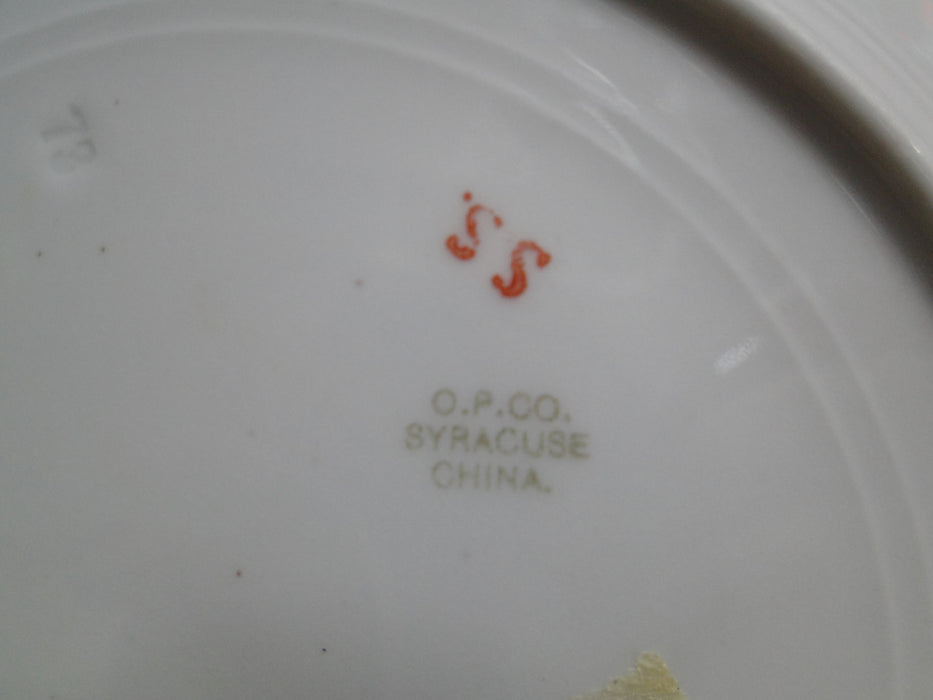 S S
O.P.CO.
SYRACUSE
CHINA.